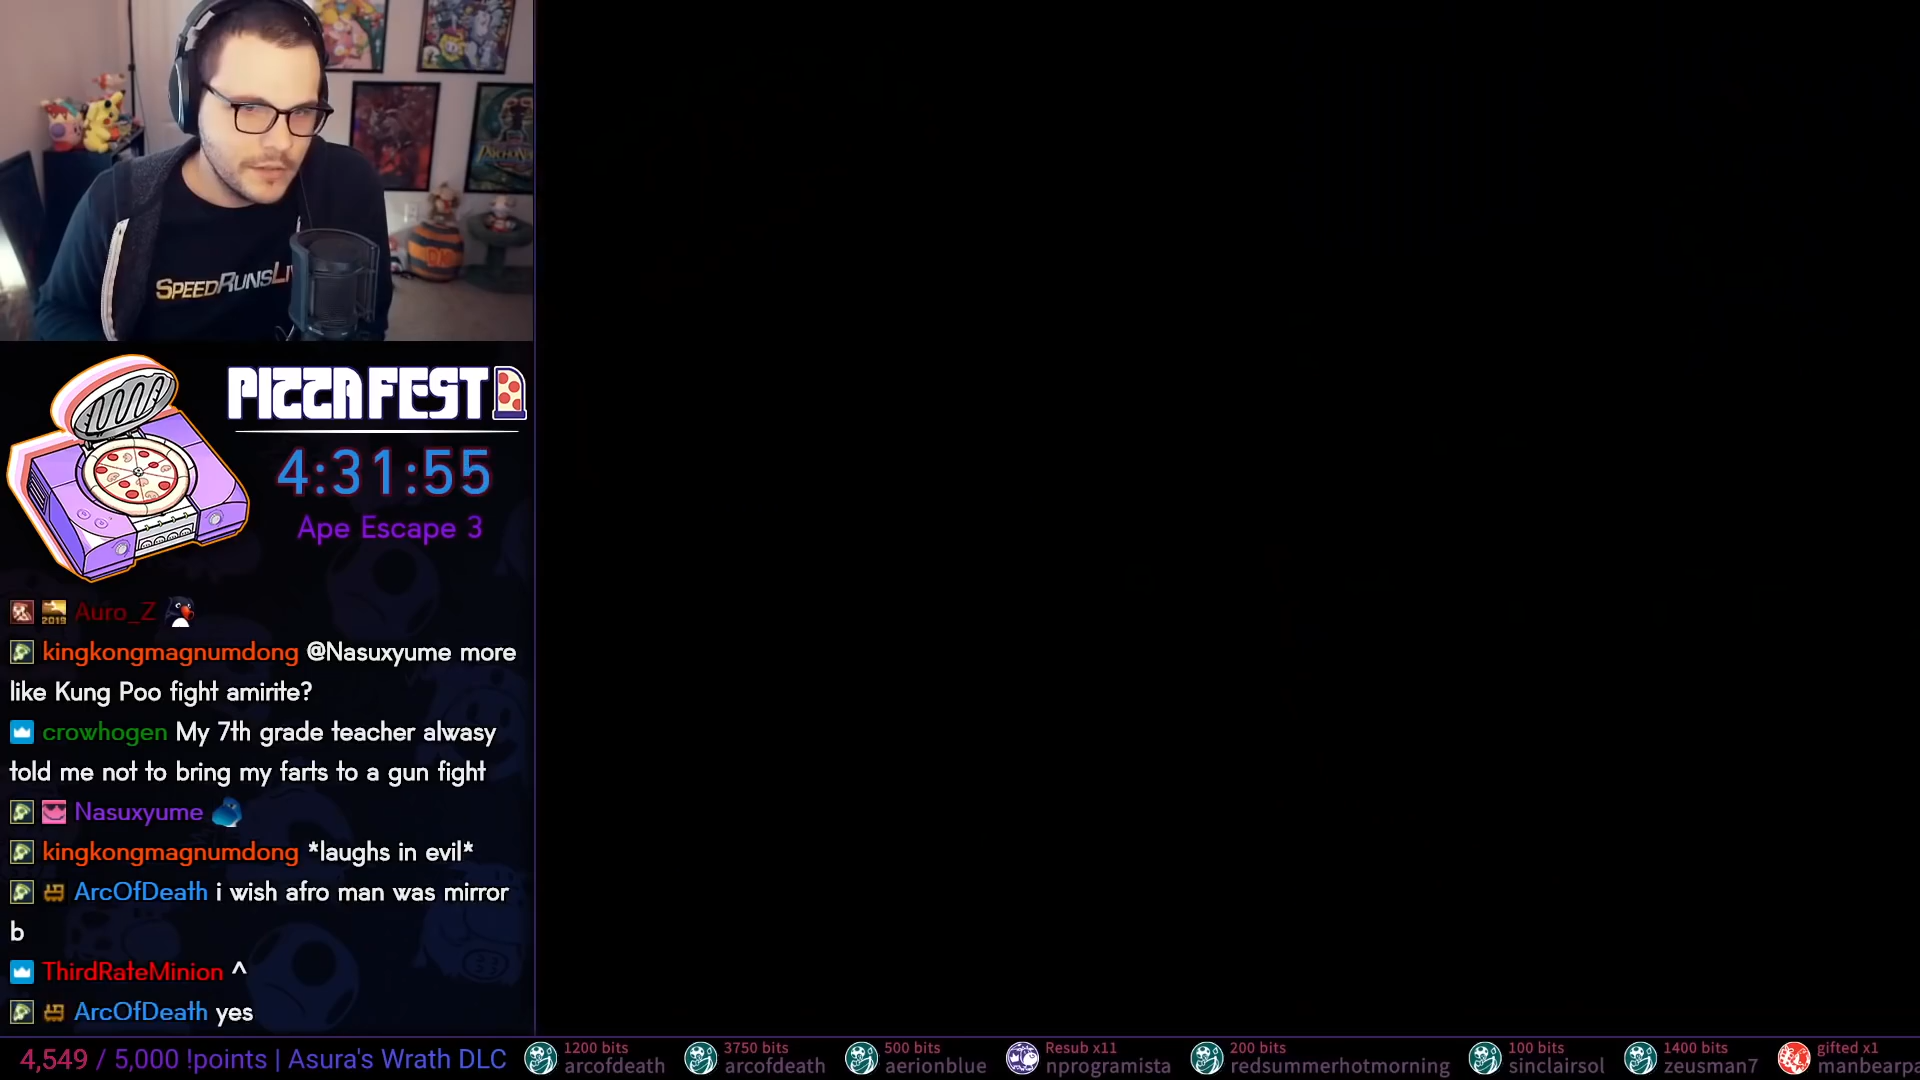 SPEEDRUNSLI
PIZZA FEST
4:31:55
Ape Escape 3
2019 Auro_Z
kingkongmagnumdong @Nasuxyume more
like Kung Poo fight amirite?
crowhogen My 7th grade teacher alwasy
told me not to bring my farts to a gun fight
Nasuxyume
kingkongmagnumdong *laughs in evil*
ArcOfDeath i wish afro man was mirror
b
ThirdRateMinion ^
ArcOfDeath yes
4,549 / 5,000 !points | Asura's Wrath DLC
1200 bits
arcofdeath
3750 bits
arcofdeath
500 bits
aerionblue
Resub x11
nprogramista
200 bits
redsummerhotmorning
100 bits
sinclairsol
1400 bits
zeusman7
gifted x1
manbearpa